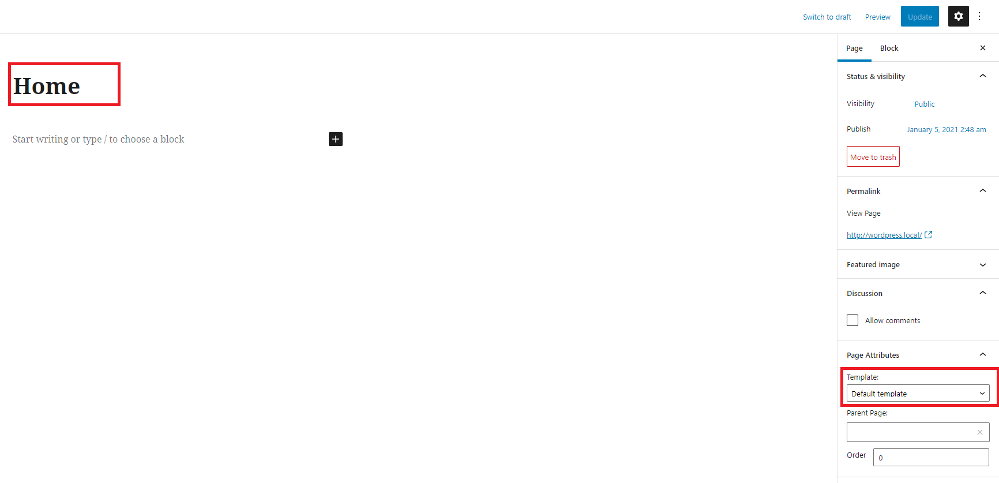 Switch to draft Preview Update
Page Block
Home
Start writing or type / to choose a block
Status & visibility
Visibility Public
Publish January 5, 2021 2:48 am
Move to trash
Permalink
View Page
http://wordpress.local/
Featured image
Discussion
Allow comments
Page Attributes
Template:
Default template
Parent Page:
Order 0